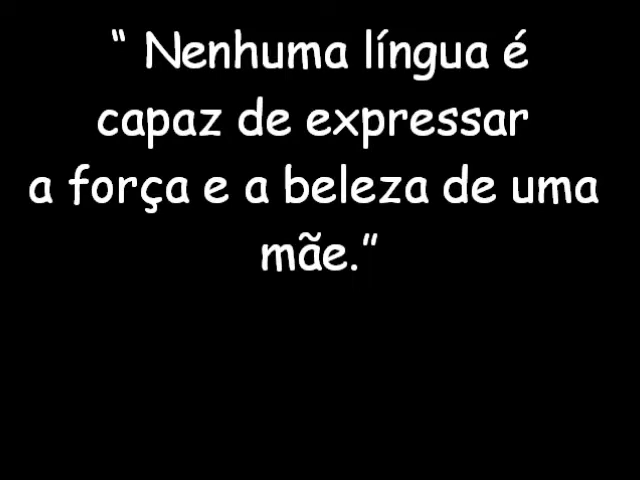 “ Nenhuma língua é
capaz de expressar
a força e a beleza de uma
mãe.”